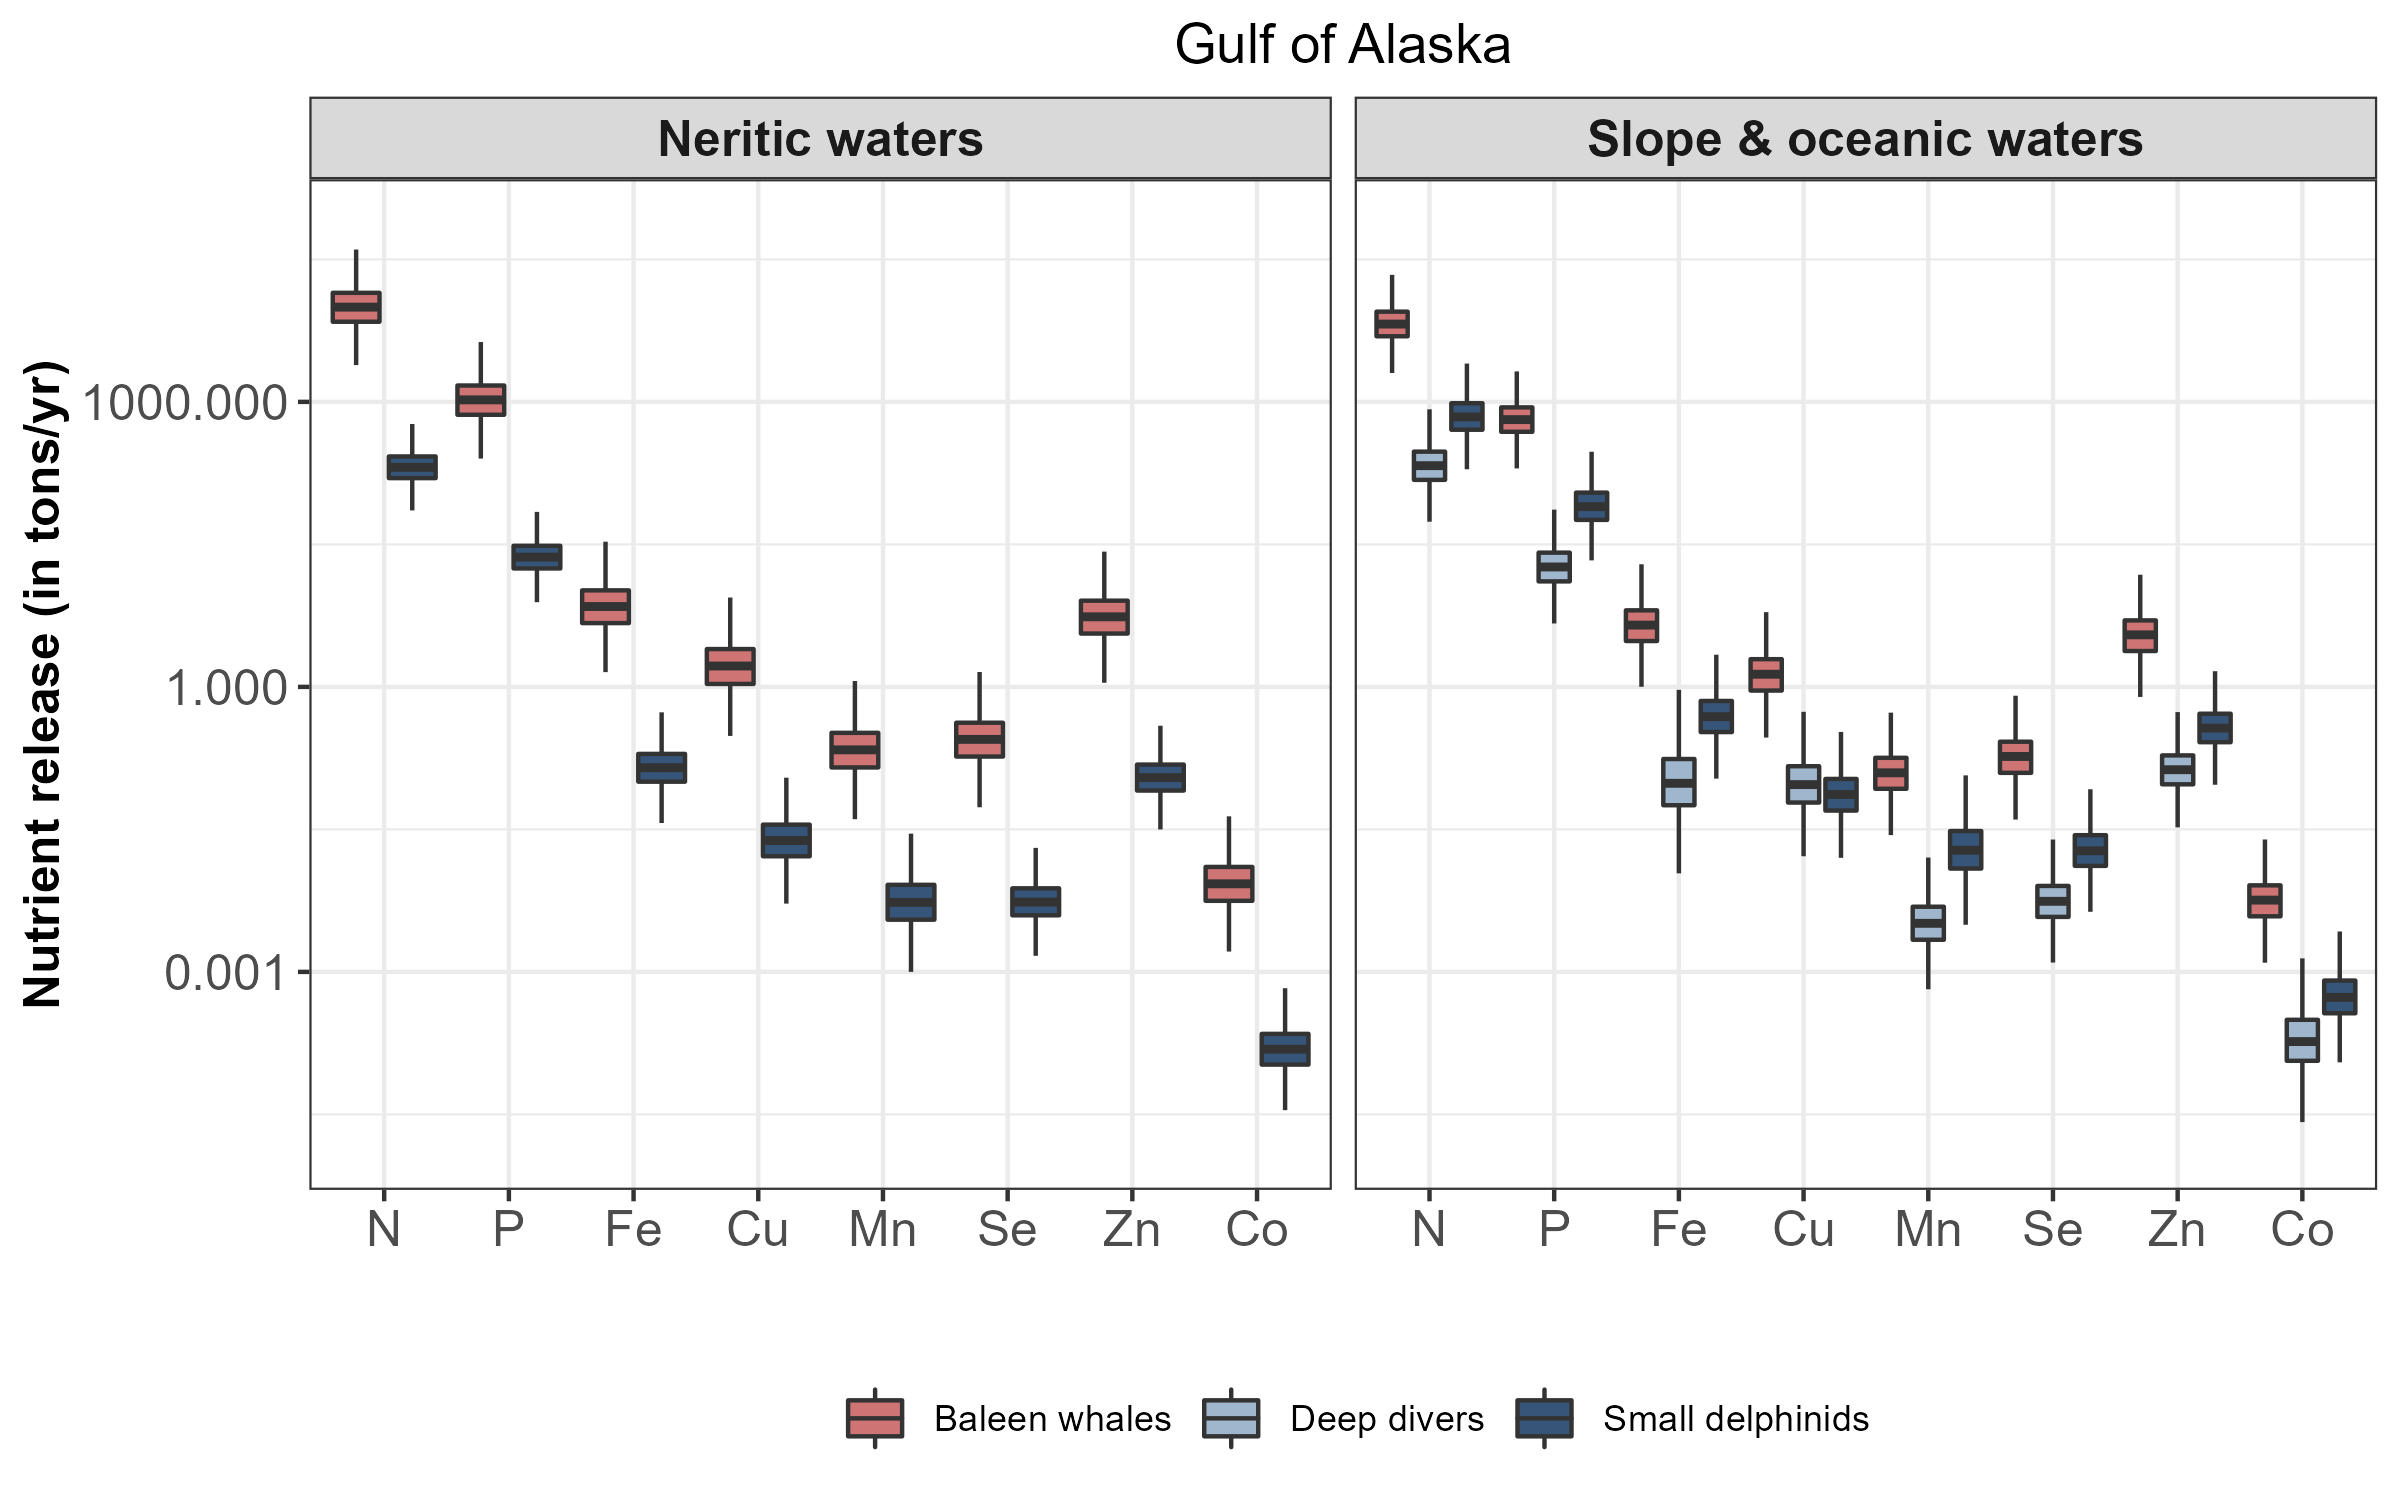 Gulf of Alaska
Neritic waters
Slope & oceanic waters
Nutrient release (in tons/yr)
1000.000
1.000
0.001
N P Fe Cu Mn Se Zn Co
N P Fe Cu Mn Se Zn Co
Baleen whales Deep divers Small delphinids